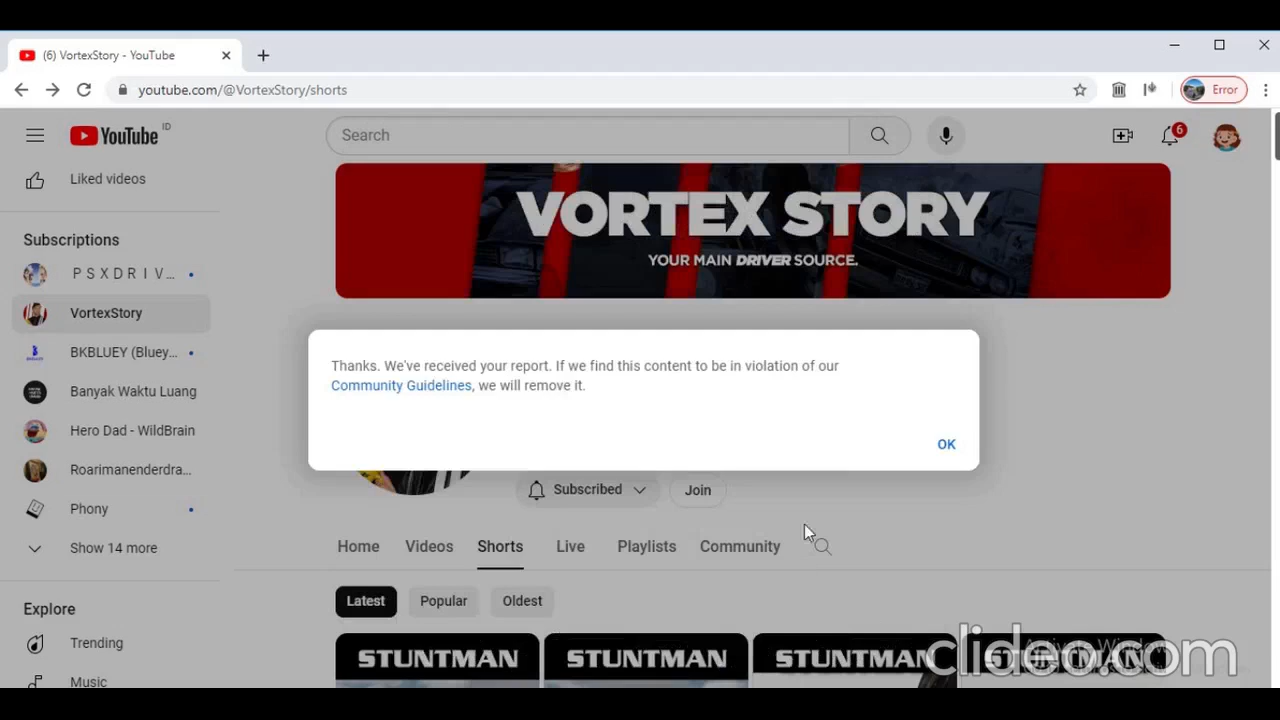 (6) VortexStory - YouTube
youtube.com/@VortexStory/shorts
Error
YouTube ID
Search
6
Liked videos
VORTEX STORY
YOUR MAIN DRIVER SOURCE.
Subscriptions
P S X D R I V...
VortexStory
BKBLUEY (Bluey...
Banyak Waktu Luang
Hero Dad - WildBrain
Roarimanenderdra...
Phony
Show 14 more
Thanks. We've received your report. If we find this content to be in violation of our
Community Guidelines, we will remove it.
OK
Subscribed
Join
Home Videos Shorts Live Playlists Community
Latest Popular Oldest
Explore
Trending
Music
STUNTMAN STUNTMAN STUNTMAN
clideo.com